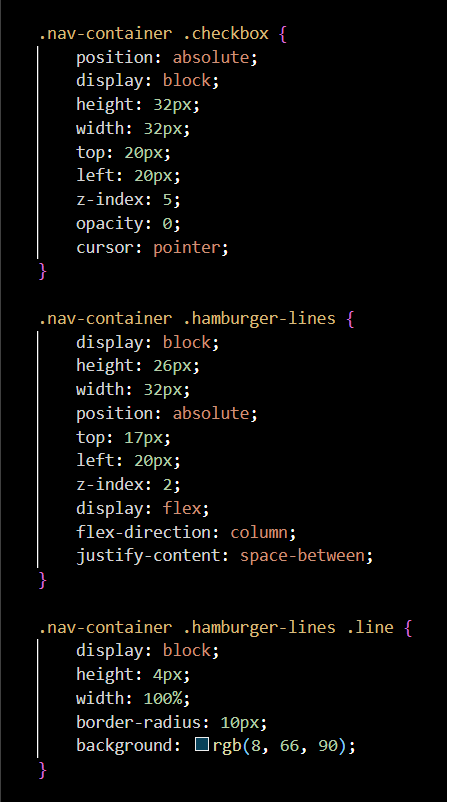 .nav-container .checkbox {
    position: absolute;
    display: block;
    height: 32px;
    width: 32px;
    top: 20px;
    left: 20px;
    z-index: 5;
    opacity: 0;
    cursor: pointer;
}

.nav-container .hamburger-lines {
    display: block;
    height: 26px;
    width: 32px;
    position: absolute;
    top: 17px;
    left: 20px;
    z-index: 2;
    display: flex;
    flex-direction: column;
    justify-content: space-between;
}

.nav-container .hamburger-lines .line {
    display: block;
    height: 4px;
    width: 100%;
    border-radius: 10px;
    background: rgb(8, 66, 90);
}